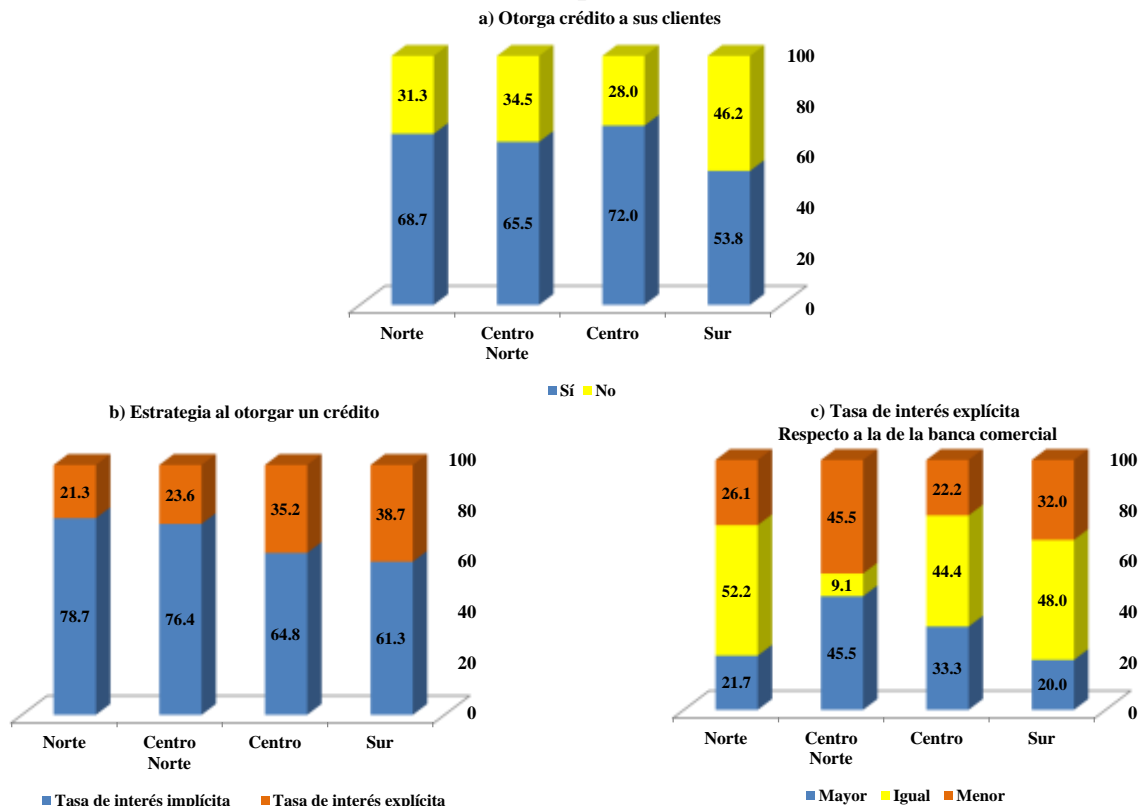 a) Otorga crédito a sus clientes
100
80
60
40
20
0
31.3
34.5
28.0
46.2
68.7
65.5
72.0
53.8
Norte
Centro
Norte
Centro
Sur
Sí
No
b) Estrategia al otorgar un crédito
100
80
60
40
20
0
21.3
23.6
35.2
38.7
78.7
76.4
64.8
61.3
Norte
Centro
Norte
Centro
Sur
Tasa de interés implícita
Tasa de interés explícita
c) Tasa de interés explícita
Respecto a la de la banca comercial
100
80
60
40
20
0
26.1
45.5
22.2
32.0
52.2
9.1
44.4
48.0
21.7
45.5
33.3
20.0
Norte
Centro
Norte
Centro
Sur
Mayor
Igual
Menor